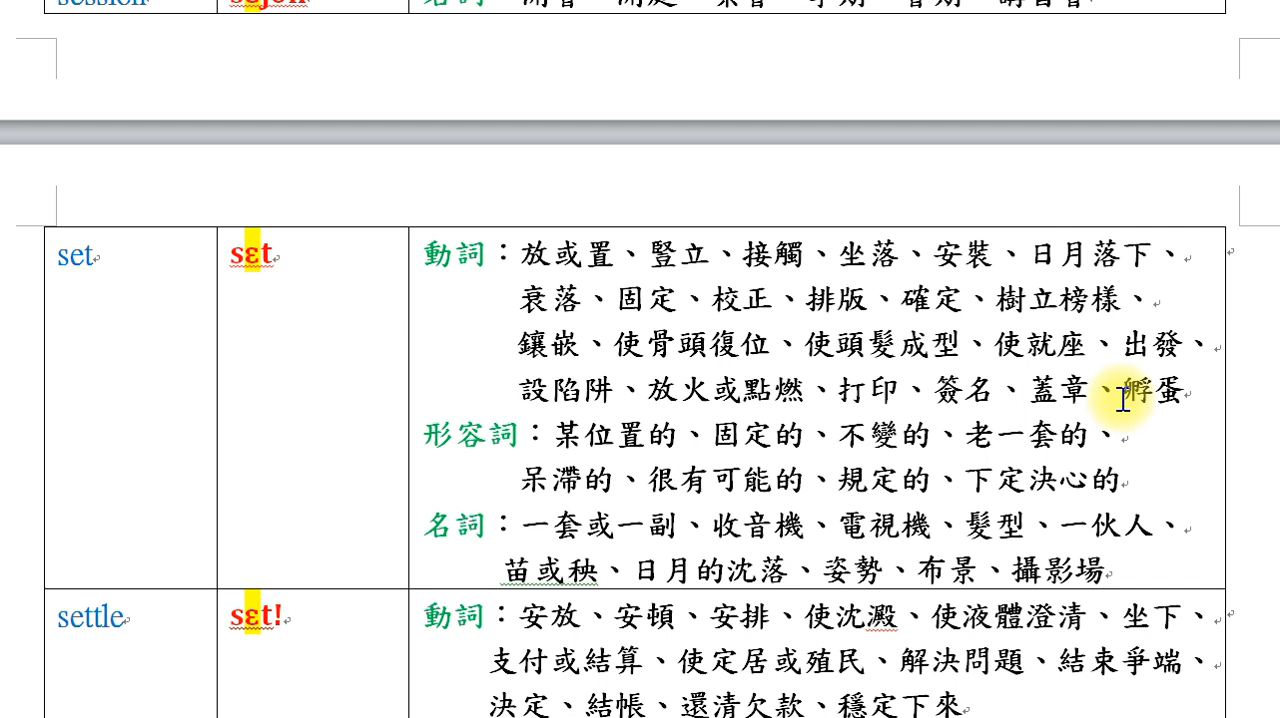 session
set sɛt 動詞：放或置、豎立、接觸、坐落、安裝、日月落下、
衰落、固定、校正、排版、確定、樹立榜樣、
鑲嵌、使骨頭復位、使頭髮成型、使就座、出發、
設陷阱、放火或點燃、打印、簽名、蓋章、孵蛋
形容詞：某位置的、固定的、不變的、老一套的、
呆滯的、很有可能的、規定的、下定決心的
名詞：一套或一副、收音機、電視機、髮型、一伙人、
苗或秧、日月的沈落、姿勢、布景、攝影場
settle sɛt! 動詞：安放、安頓、安排、使沈澱、使液體澄清、坐下、
支付或結算、使定居或殖民、解決問題、結束爭端、
決定、結帳、還清欠款、穩定下來